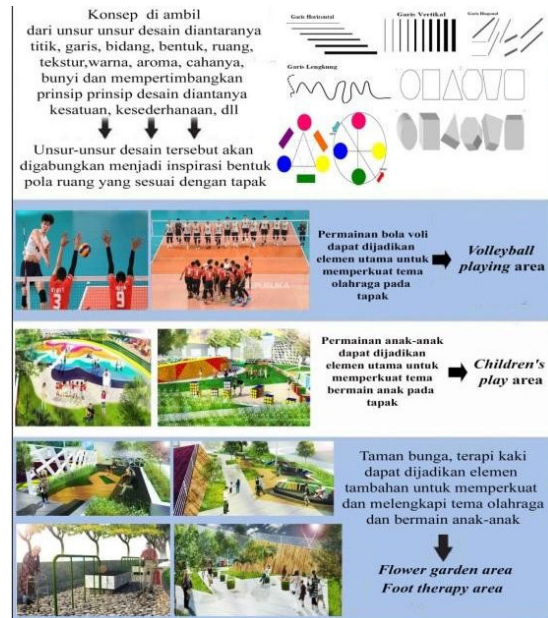 Konsep di ambil
dari unsur unsur desain diantaranya
titik, garis, bidang, bentuk, ruang,
tekstur,warna, aroma, cahanya,
bunyi dan mempertimbangkan
prinsip prinsip desain diantanya
kesatuan, kesederhanaan, dll
Unsur-unsur desain tersebut akan
digabungkan menjadi inspirasi bentuk
pola ruang yang sesuai dengan tapak
Garis Horizontal
Garis Vertikal
Garis Diagonal
Garis Lengkung
3
9
Permainan bola voli
dapat dijadikan
elemen utama untuk
memperkuat tema
olahraga pada
tapak
Volleyball
playing area
Permainan anak-anak
dapat dijadikan
elemen utama untuk
memperkuat tema
bermain anak pada
tapak
Children's
play area
Taman bunga, terapi kaki
dapat dijadikan elemen
tambahan untuk memperkuat
dan melengkapi tema olahraga
dan bermain anak-anak
Flower garden area
Foot therapy area